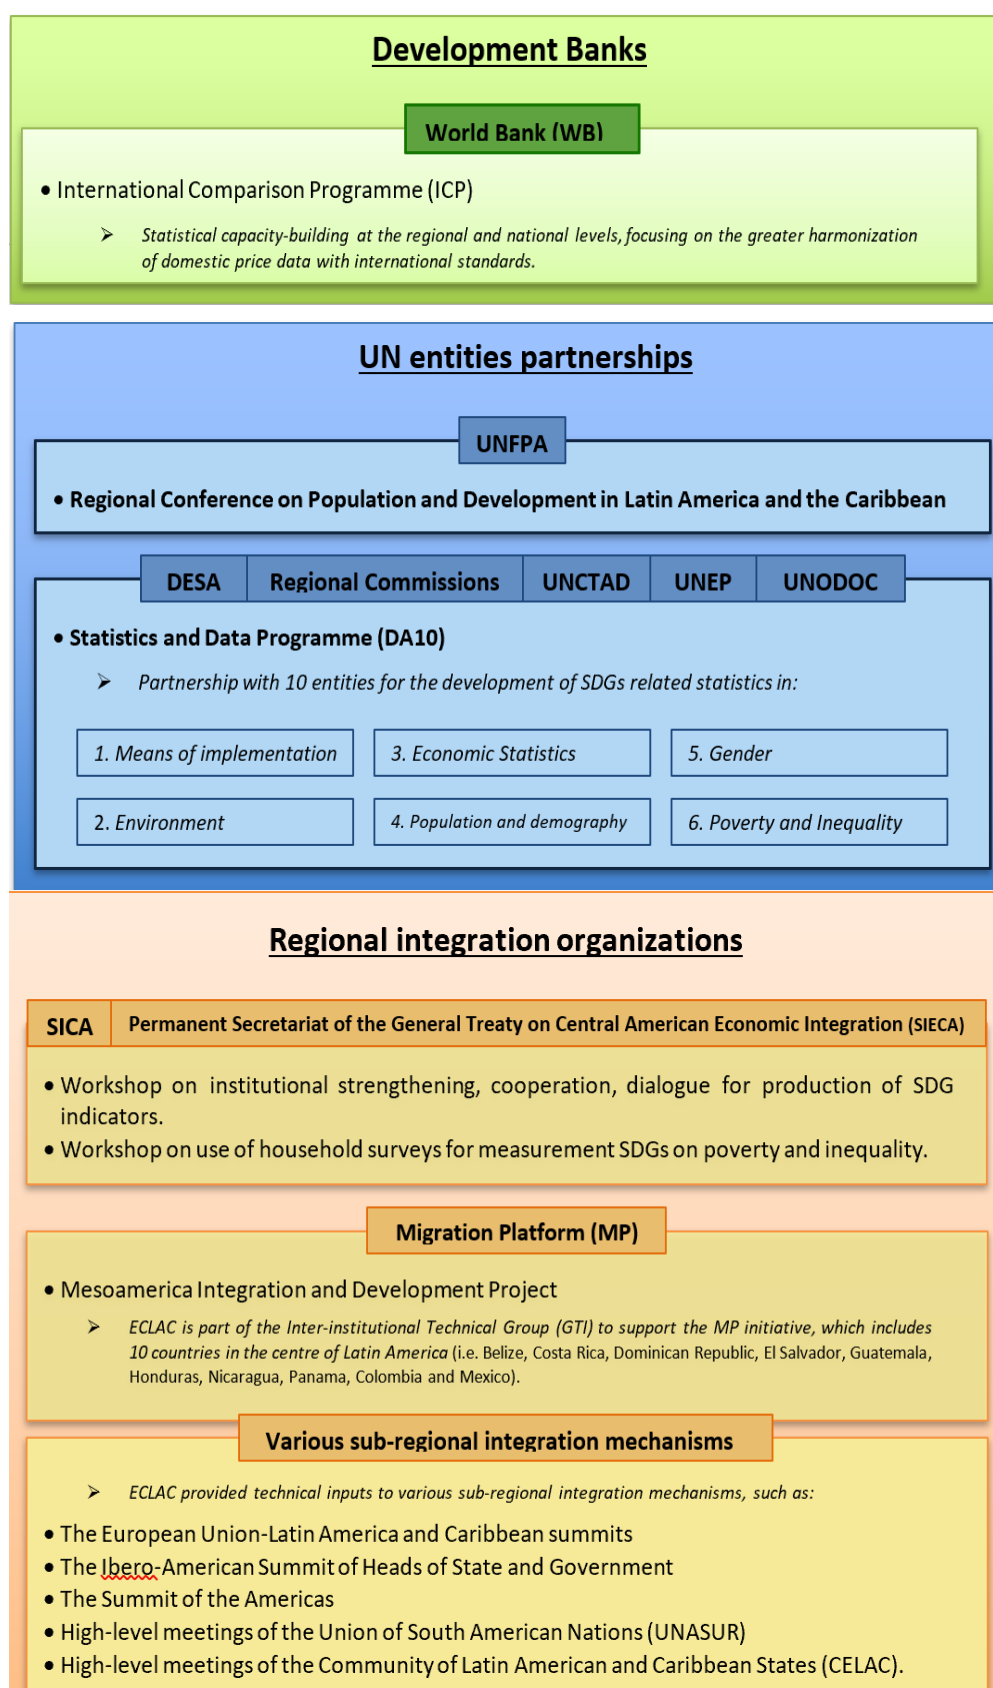 Development Banks
World Bank (WB)
• International Comparison Programme (ICP)
➢ Statistical capacity-building at the regional and national levels, focusing on the greater harmonization
of domestic price data with international standards.
UN entities partnerships
UNFPA
• Regional Conference on Population and Development in Latin America and the Caribbean
DESA Regional Commissions UNCTAD UNEP UNODOC
• Statistics and Data Programme (DA10)
➢ Partnership with 10 entities for the development of SDGs related statistics in:
1. Means of implementation 3. Economic Statistics 5. Gender
2. Environment 4. Population and demography 6. Poverty and Inequality
Regional integration organizations
SICA Permanent Secretariat of the General Treaty on Central American Economic Integration (SIECA)
• Workshop on institutional strengthening, cooperation, dialogue for production of SDG
indicators.
• Workshop on use of household surveys for measurement SDGs on poverty and inequality.
Migration Platform (MP)
• Mesoamerica Integration and Development Project
➢ ECLAC is part of the Inter-institutional Technical Group (GTI) to support the MP initiative, which includes
10 countries in the centre of Latin America (i.e. Belize, Costa Rica, Dominican Republic, El Salvador, Guatemala,
Honduras, Nicaragua, Panama, Colombia and Mexico).
Various sub-regional integration mechanisms
➢ ECLAC provided technical inputs to various sub-regional integration mechanisms, such as:
• The European Union-Latin America and Caribbean summits
• The Ibero-American Summit of Heads of State and Government
• The Summit of the Americas
• High-level meetings of the Union of South American Nations (UNASUR)
• High-level meetings of the Community of Latin American and Caribbean States (CELAC).